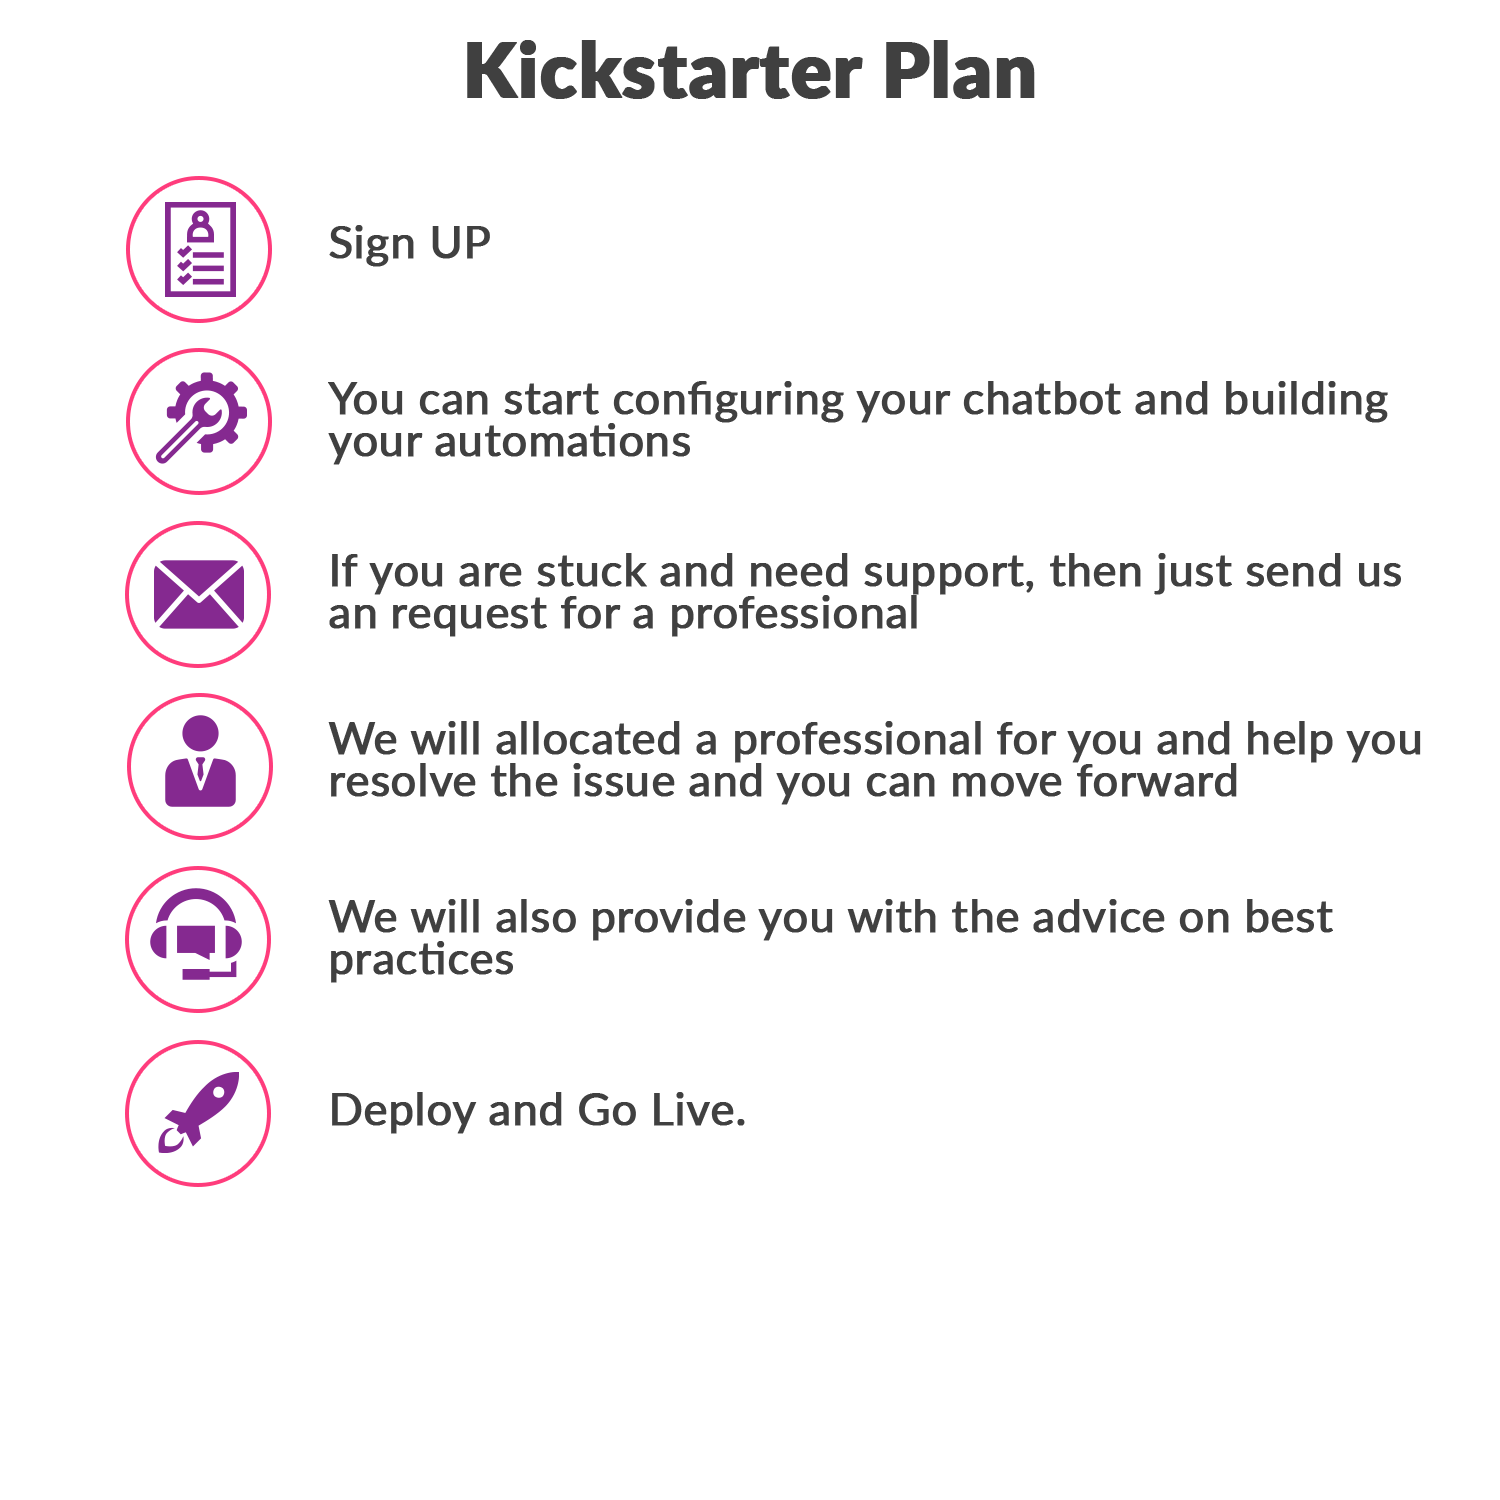 Kickstarter Plan
Sign UP
You can start configuring your chatbot and building
your automations
If you are stuck and need support, then just send us
an request for a professional
We will allocated a professional for you and help you
resolve the issue and you can move forward
We will also provide you with the advice on best
practices
Deploy and Go Live.